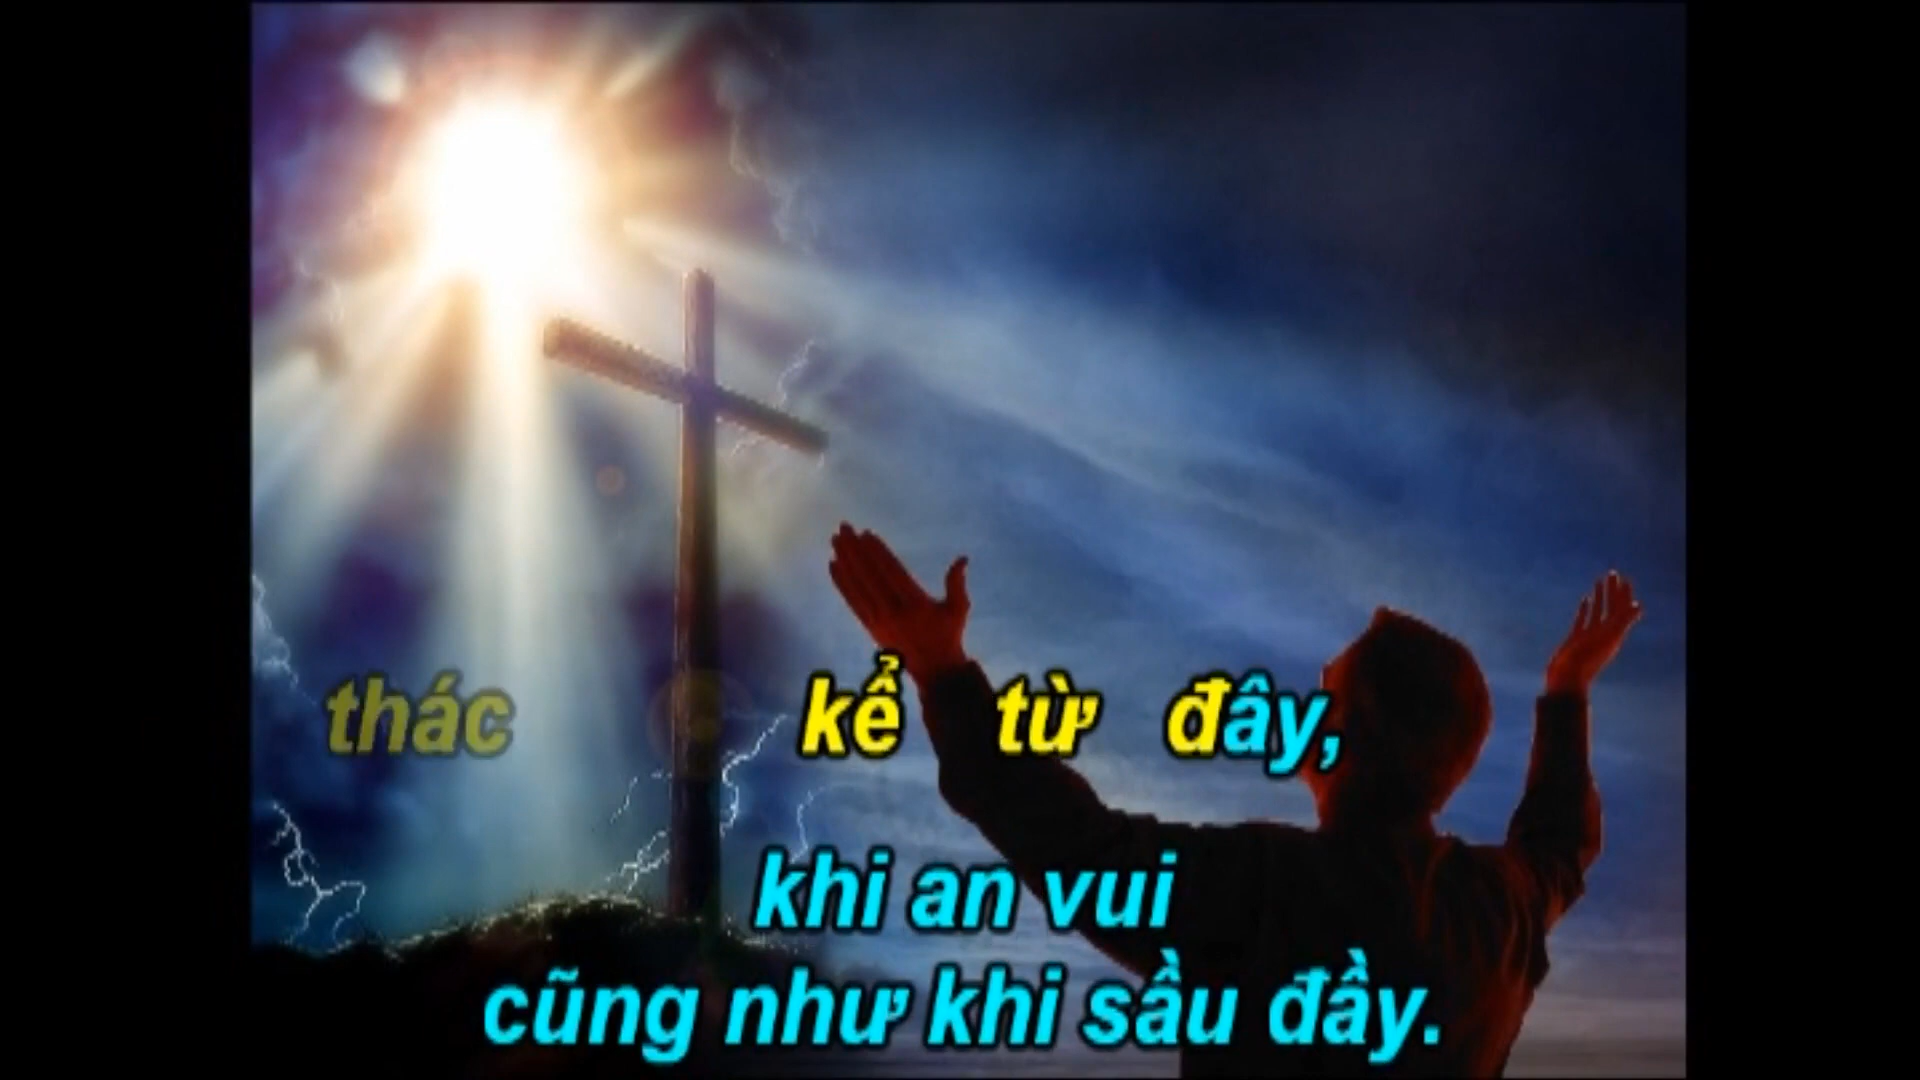 thác kể từ đây,
khi an vui
cũng như khi sầu đầy.